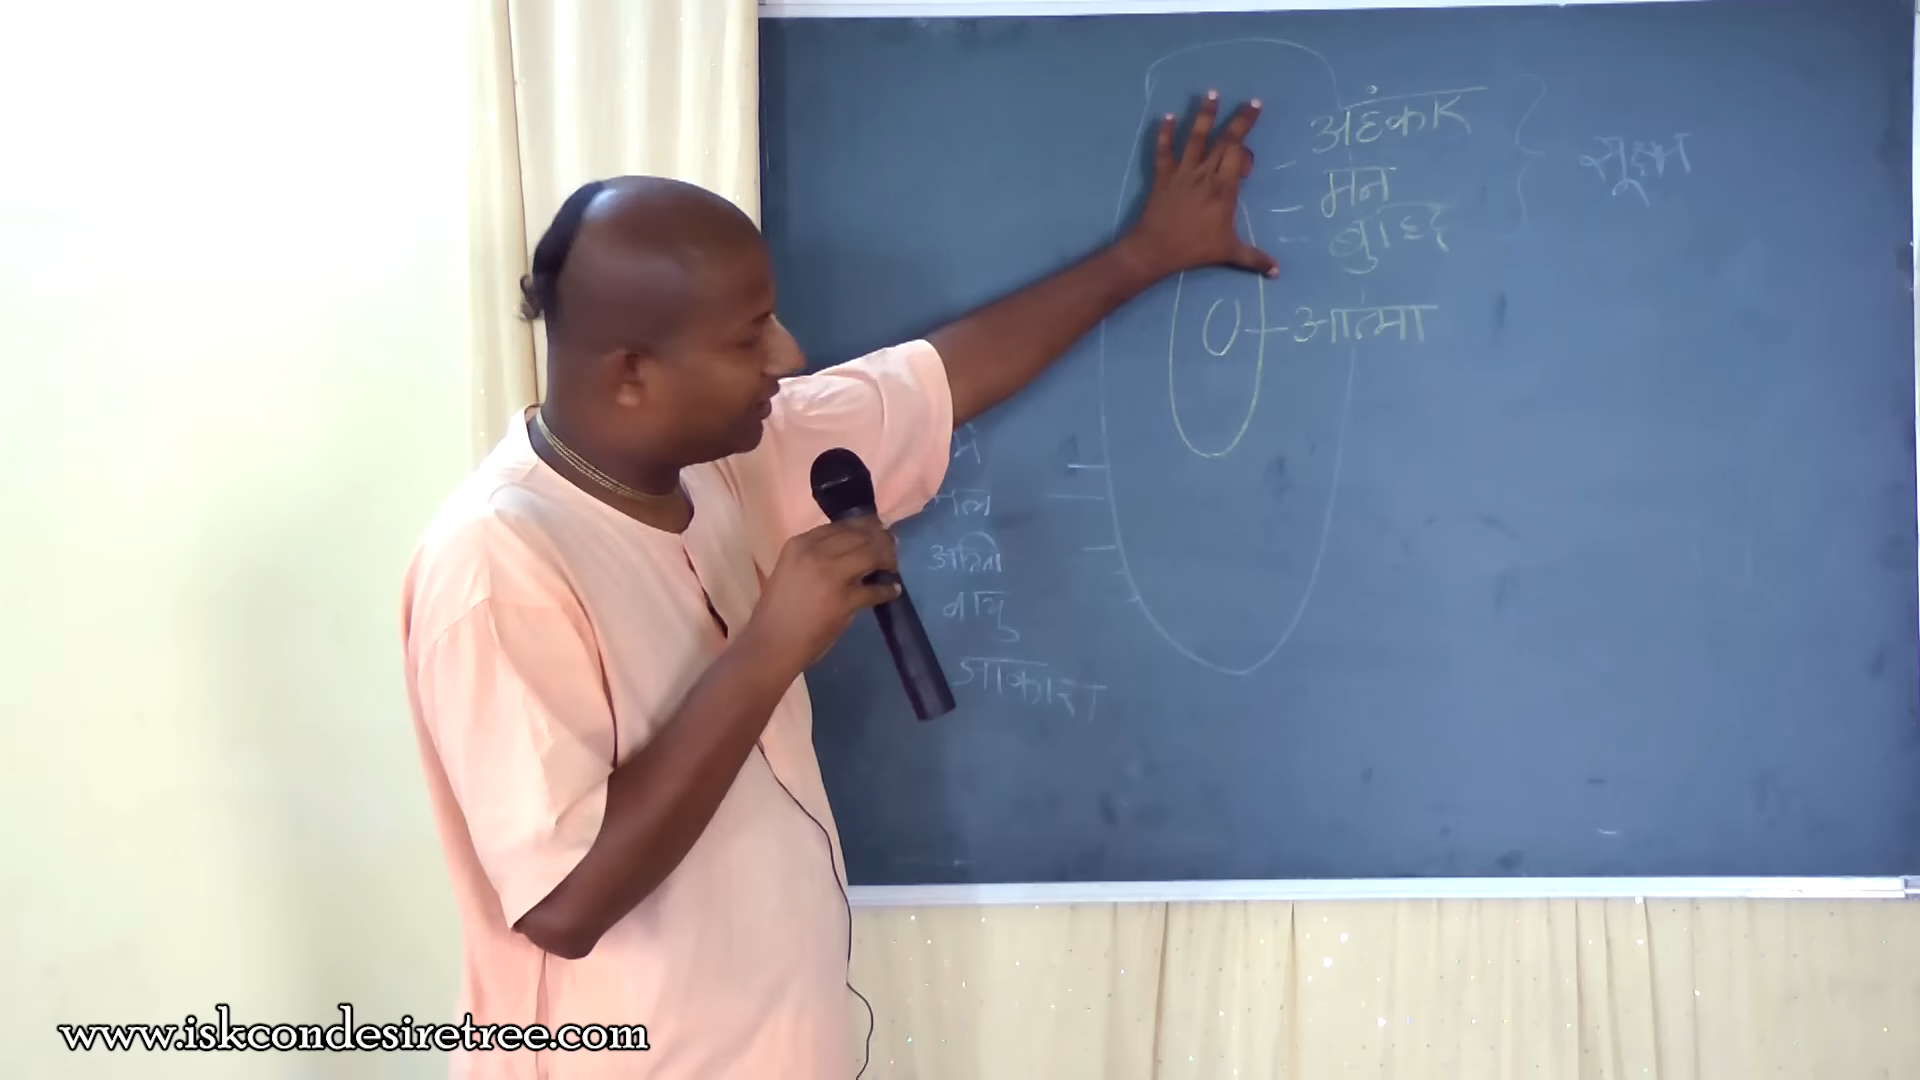 अहंकार
मन
बुद्धि
सूक्ष्म
आत्मा
अग्नि
वायु
आकाश
www.iskcondesiretree.com